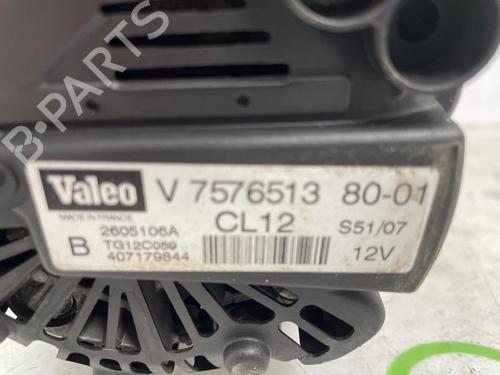 B-PARTS
Valeo V 7576513 80-01
MADE IN FRANCE
2605106A CL12 S51/07
B TG12C059 12V
407179844